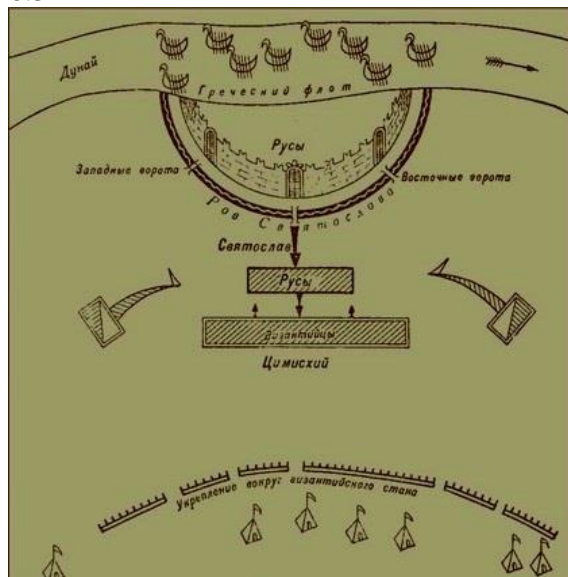 Дунай
Греческий флот
Русы
Западные ворота
Восточные ворота
Ров Святослава
Святослав
Русы
Византийцы
Цимисхий
Укрепление вокруг византийского стана